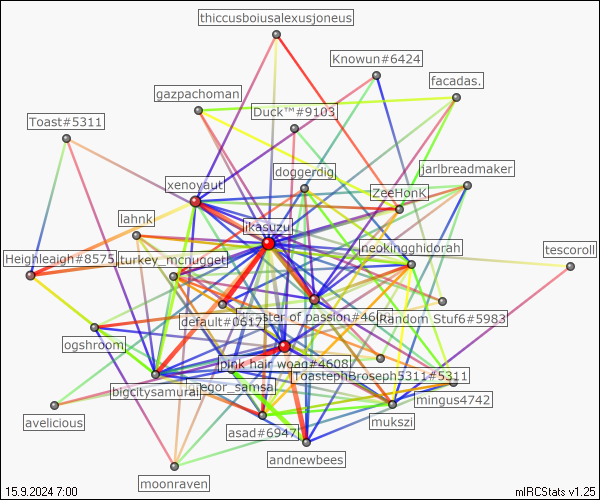 thiccusboiusalexusjoneus
Knowun#6424
facadas.
gazpachoman
Duck™#9103
Toast#5311
doggerdig
jarlbreadmaker
xenoyaut
ZeeHonK
lahnk
ikasuzu
neokingghidorah
tescoroll
Heighleaigh#8575
turkey_mcnugget
default#0617
ster of passion#46
Random Stuf6#5983
ogshroom
pink hair woag#4608
ToastephBroseph5311#5311
bigcitysamurai
egor_samsa
mingus4742
avelicious
asad#6947
mukszi
andnewbees
moonraven
15.9.2024 7:00
mIRCStats v1.25